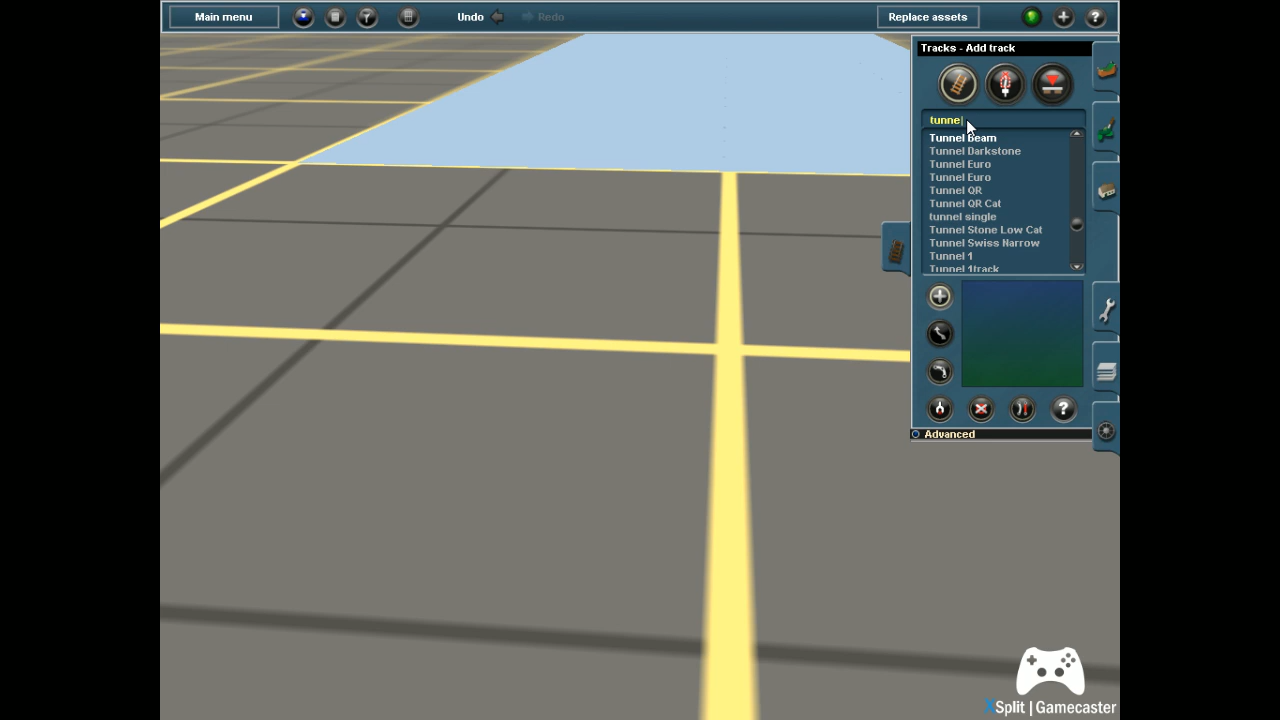 Main menu
Undo
Redo
Replace assets
?
Tracks - Add track
tunne
Tunnel Beam
Tunnel Darkstone
Tunnel Euro
Tunnel Euro
Tunnel QR
Tunnel QR Cat
tunnel single
Tunnel Stone Low Cat
Tunnel Swiss Narrow
Tunnel 1
Tunnel 1track
?
Advanced
XSplit | Gamecaster